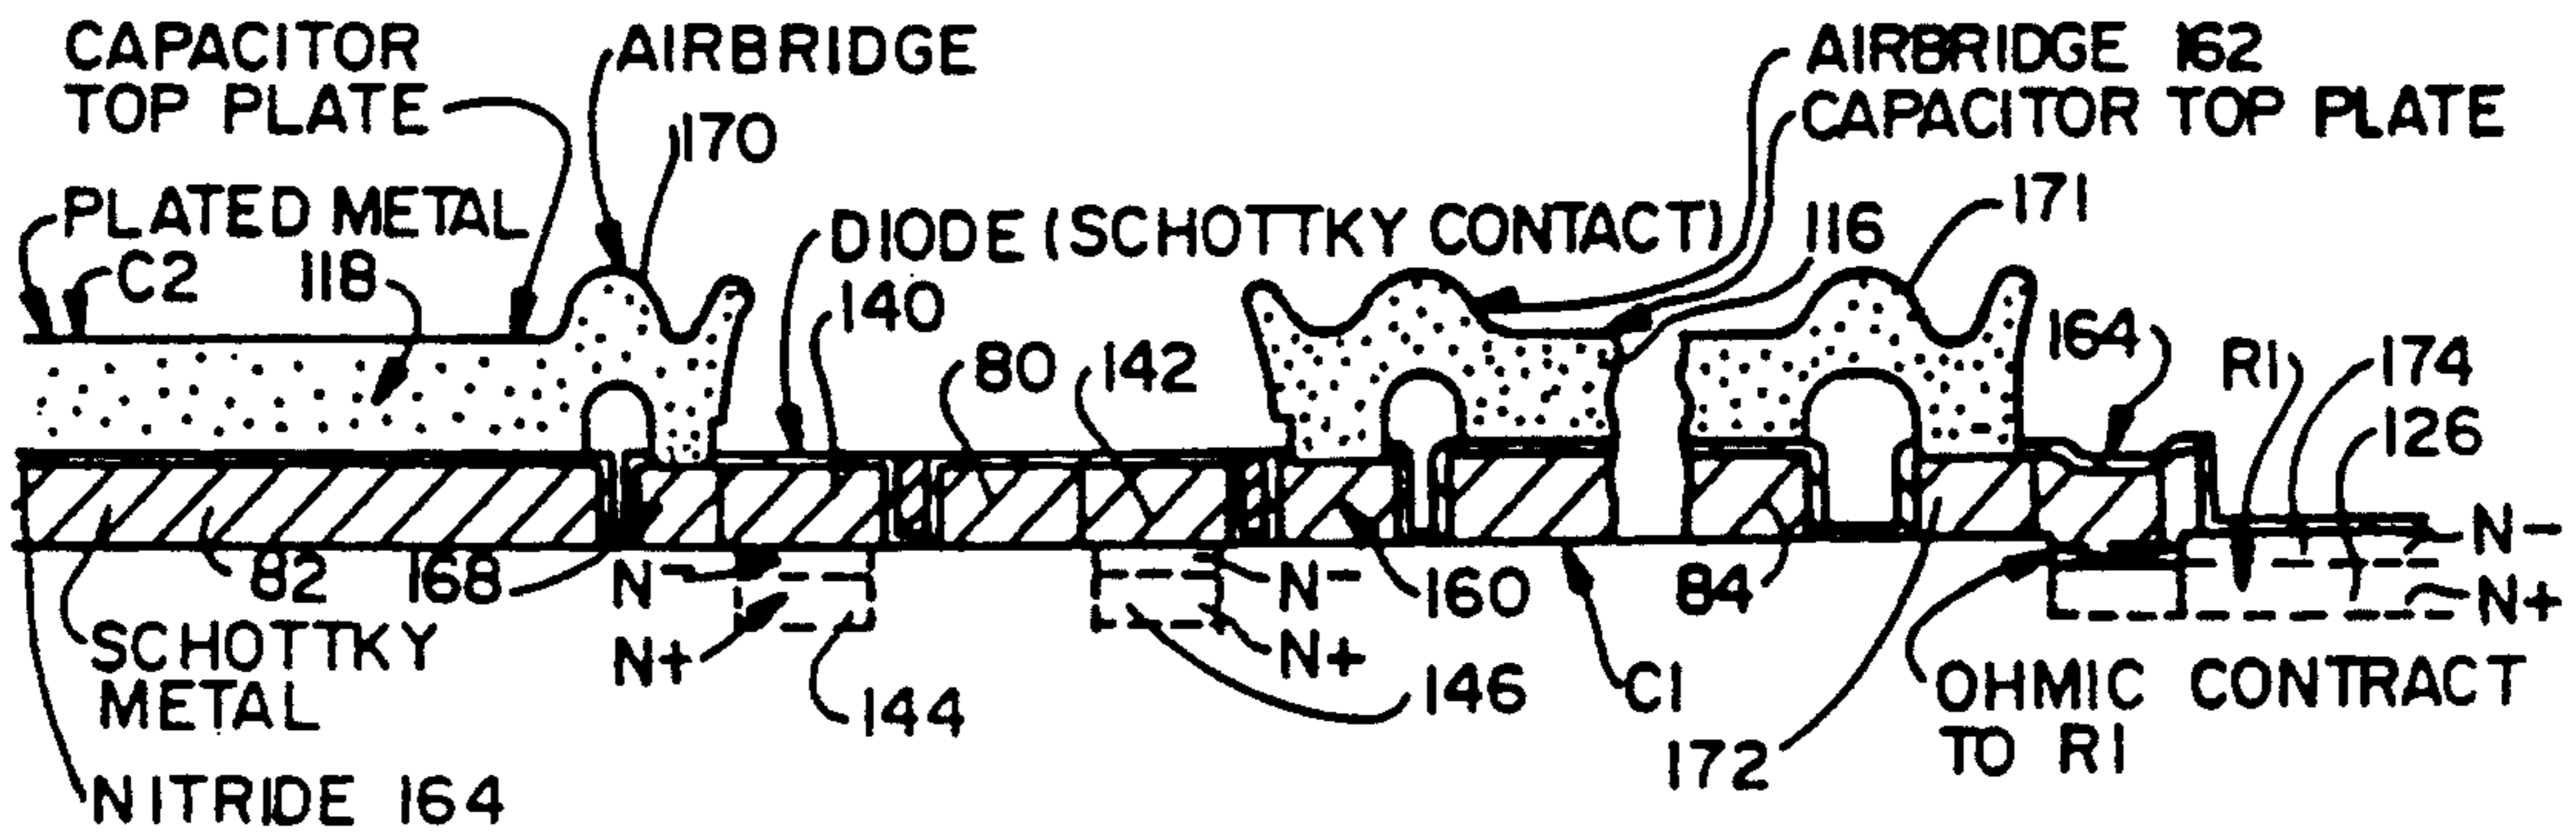 CAPACITOR
TOP PLATE
AIRBRIDGE
170
AIRBRIDGE 162
CAPACITOR TOP PLATE
PLATED METAL
C2
118
DIODE (SCHOTTKY CONTACT)
116
171
140
80
142
164
R1
174
126
82
168
N-
N+
N-
N+
160
84
N-
N+
SCHOTTKY
METAL
144
146
C1
172
OHMIC CONTRACT
TO R1
NITRIDE 164